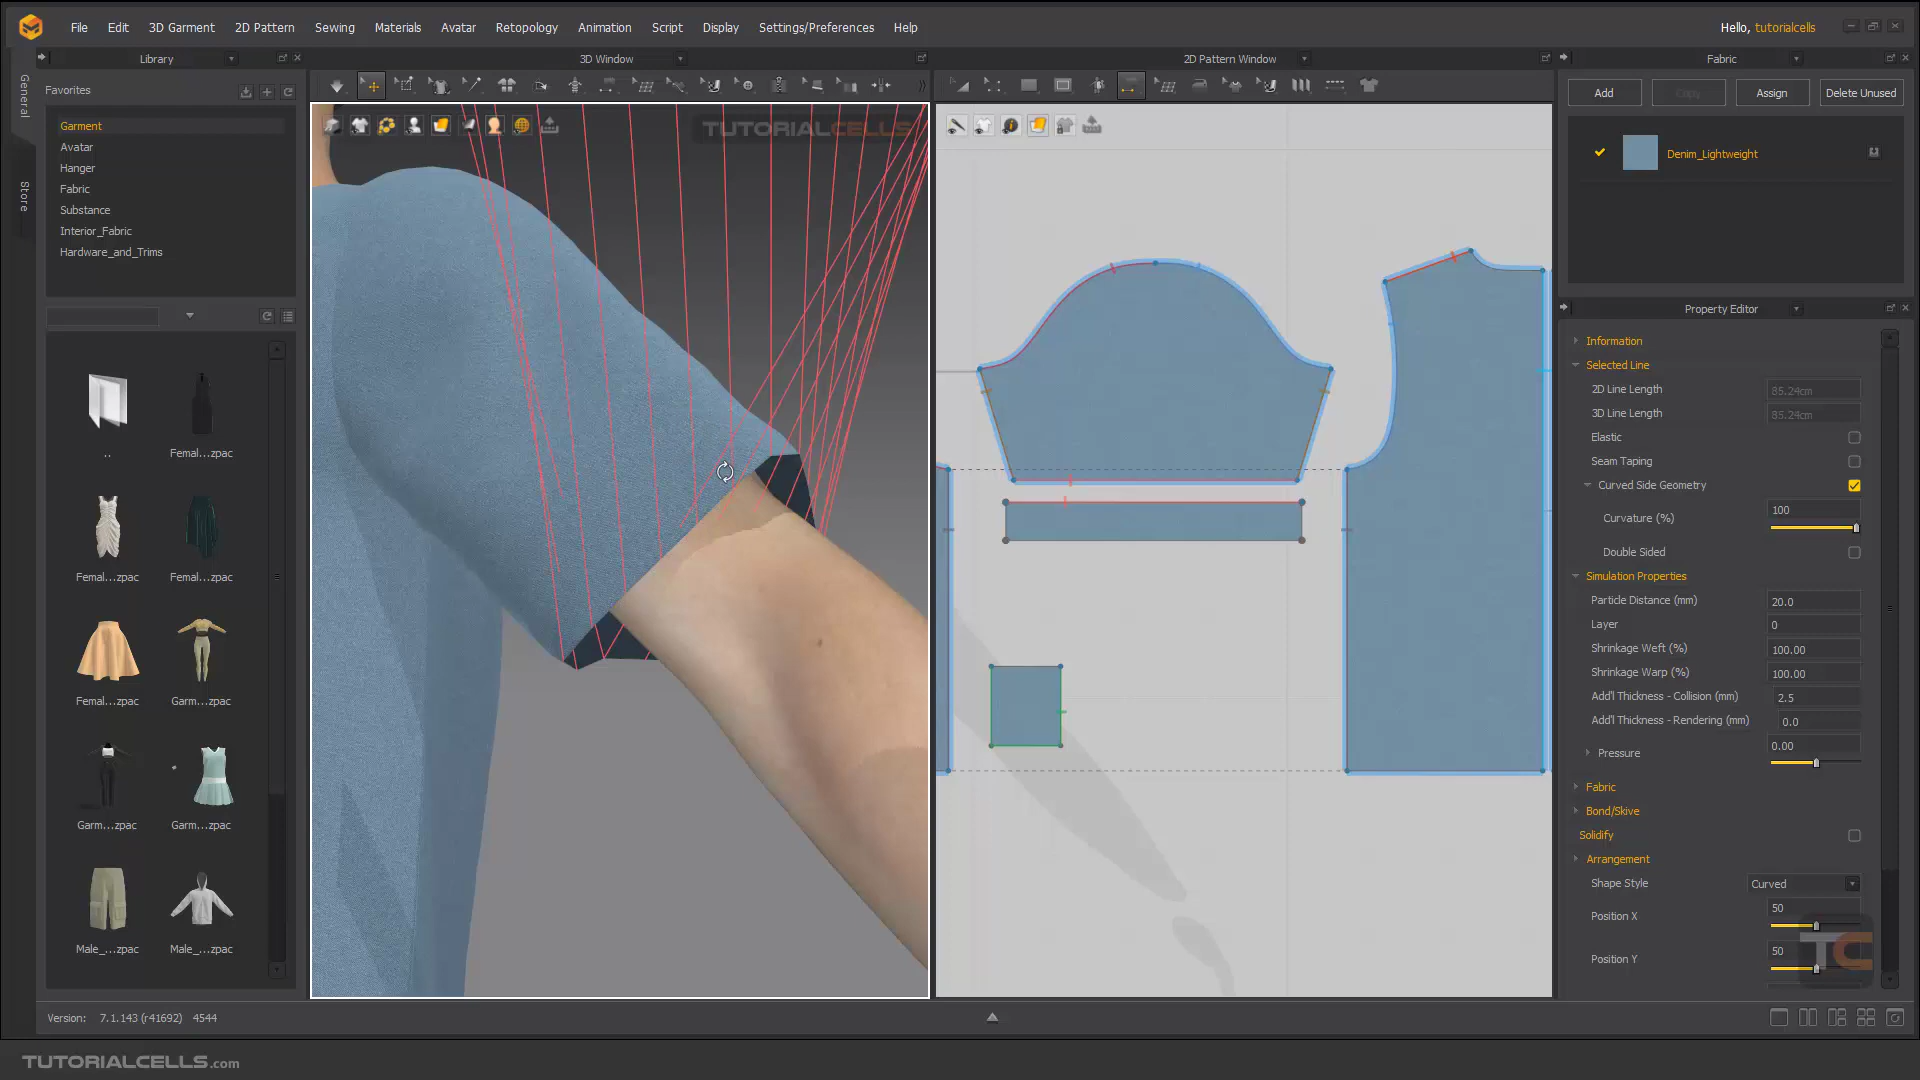 File Edit 3D Garment 2D Pattern Sewing Materials Avatar Retopology Animation Script Display Settings/Preferences Help Hello, tutorialcells
Library 3D Window 2D Pattern Window Fabric
General
Store
Favorites
Add Copy Assign Delete Unused
Garment
Avatar
Hanger
Fabric
Substance
Interior_Fabric
Hardware_and_Trims
TUTORIALCELLS
Denim_Lightweight
..
Femal...zpac
Femal...zpac
Femal...zpac
Femal...zpac
Garm...zpac
Garm...zpac
Garm...zpac
Male_...zpac
Male_...zpac
Property Editor
Information
Selected Line
2D Line Length 85.24cm
3D Line Length 85.24cm
Elastic
Seam Taping
Curved Side Geometry
Curvature (%) 100
Double Sided
Simulation Properties
Particle Distance (mm) 20.0
Layer 0
Shrinkage Weft (%) 100.00
Shrinkage Warp (%) 100.00
Add'l Thickness - Collision (mm) 2.5
Add'l Thickness - Rendering (mm) 0.0
Pressure 0.00
Fabric
Bond/Skive
Solidify
Arrangement
Shape Style Curved
Position X 50
Position Y 50
TC
Version: 7.1.143 (r41692) 4544
TUTORIALCELLS.com